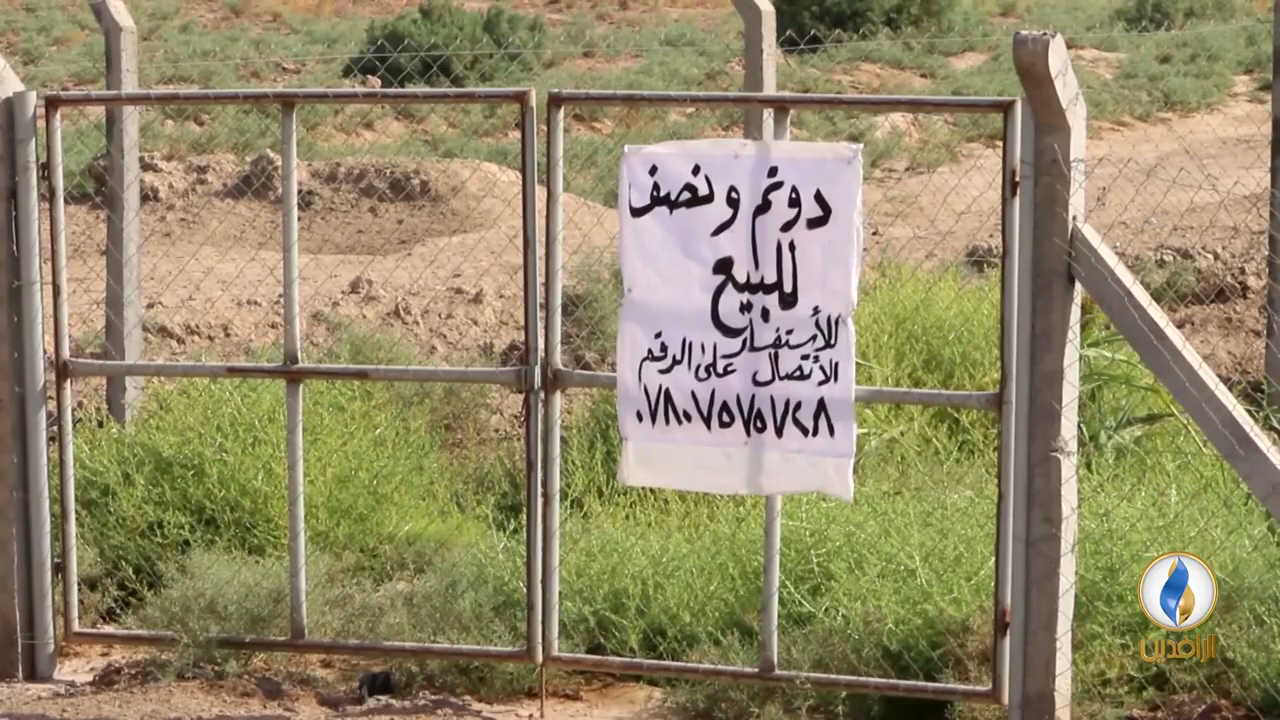 دونم ونصف
للبيع
للأستفسار
الأتصال على الرقم
٠٧٨٠٧٥٧٥٧٢٨
الرافدين